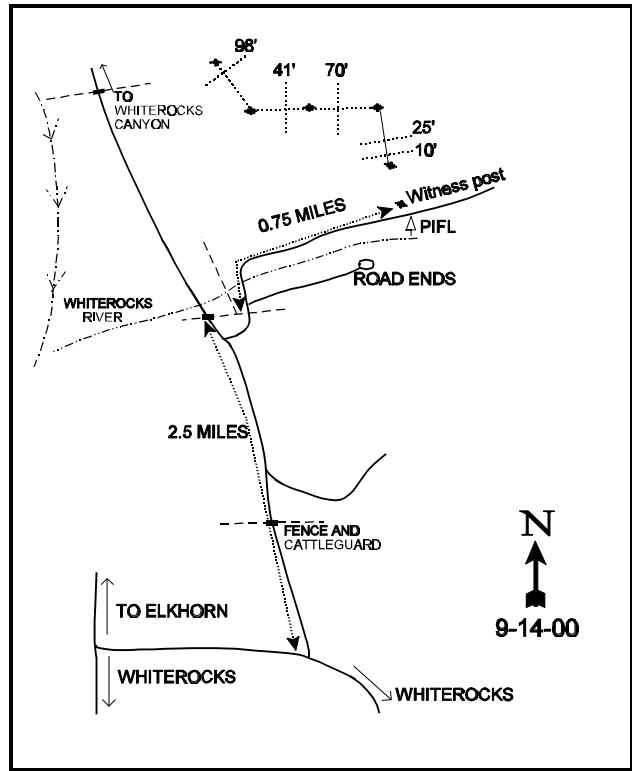 98'
41'
70'
TO
WHITEROCKS
CANYON
25'
10'
Witness post
0.75 MILES
PIFL
ROAD ENDS
WHITEROCKS
RIVER
2.5 MILES
FENCE AND
CATTLEGUARD
N
9-14-00
TO ELKHORN
WHITEROCKS
WHITEROCKS